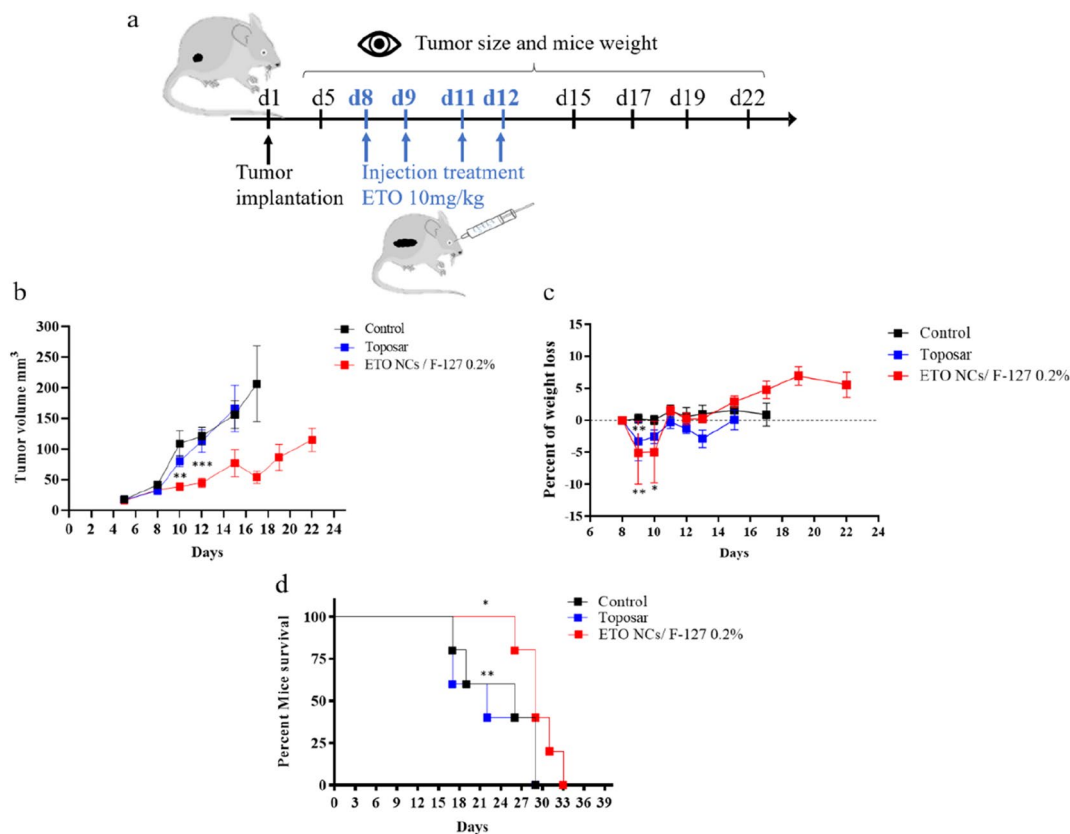 a
Tumor size and mice weight
d1 d5 d8 d9 d11 d12 d15 d17 d19 d22
Tumor
implantation
Injection treatment
ETO 10mg/kg
b
Control
Toposar
ETO NCs / F-127 0.2%
Tumor volume mm³
300
250
200
150
100
50
0
** ***
0 2 4 6 8 10 12 14 16 18 20 22 24
Days
c
Control
Toposar
ETO NCs/ F-127 0.2%
Percent of weight loss
15
10
5
0
-5
-10
-15
**
** *
6 8 10 12 14 16 18 20 22 24
Days
d
Control
Toposar
ETO NCs/ F-127 0.2%
Percent Mice survival
100
75
50
25
0
*
**
0 3 6 9 12 15 18 21 24 27 30 33 36 39
Days